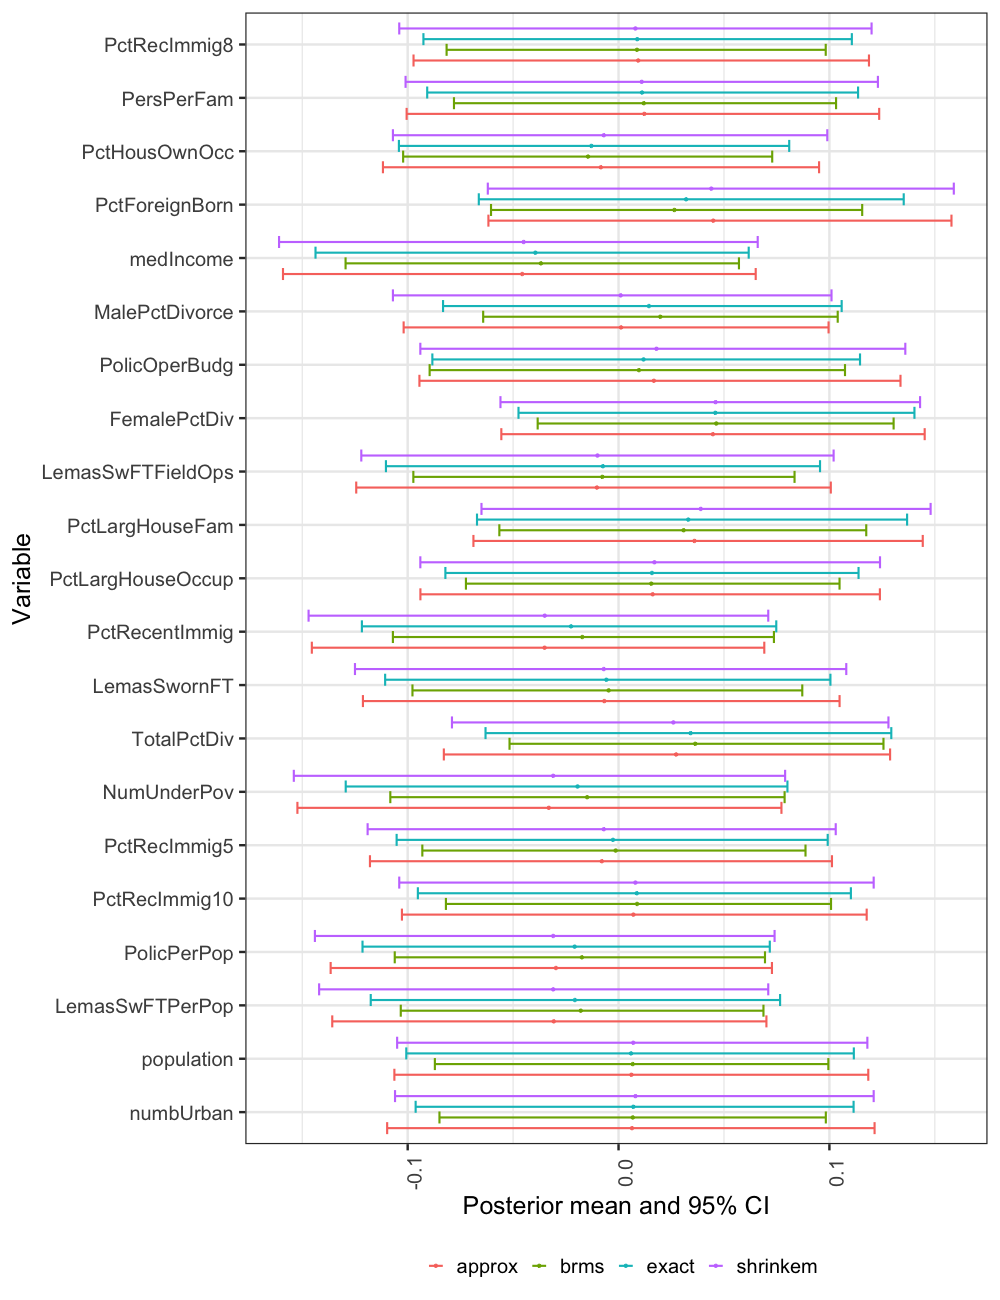 PctRecImmig8
PersPerFam
PctHousOwnOcc
PctForeignBorn
medIncome
MalePctDivorce
PolicOperBudg
FemalePctDiv
LemasSwFTFieldOps
PctLargHouseFam
PctLargHouseOccup
PctRecentImmig
LemasSwornFT
TotalPctDiv
NumUnderPov
PctRecImmig5
PctRecImmig10
PolicPerPop
LemasSwFTPerPop
population
numbUrban
Variable
-0.1 0.0 0.1
Posterior mean and 95% CI
approx brms exact shrinkem